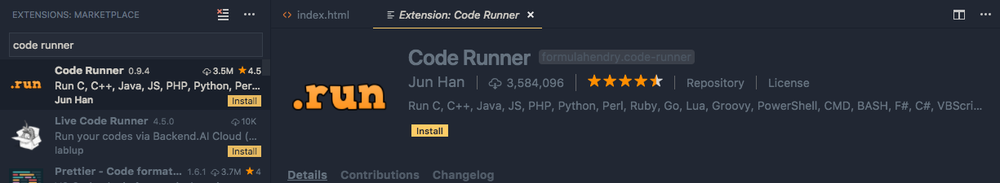 EXTENSIONS: MARKETPLACE
code runner
Code Runner 0.9.4 3.5M 4.5
Run C, C++, Java, JS, PHP, Python, Per...
Jun Han Install
Live Code Runner 4.5.0 10K
Run your codes via Backend.AI Cloud (...
lablup Install
Prettier - Code format... 1.6.1 3.7M 4
<> index.html
Extension: Code Runner ×
Code Runner formulahendry.code-runner
.run
Jun Han | 3,584,096 | Repository | License
Run C, C++, Java, JS, PHP, Python, Perl, Ruby, Go, Lua, Groovy, PowerShell, CMD, BASH, F#, C#, VBScri...
Install
Details Contributions Changelog